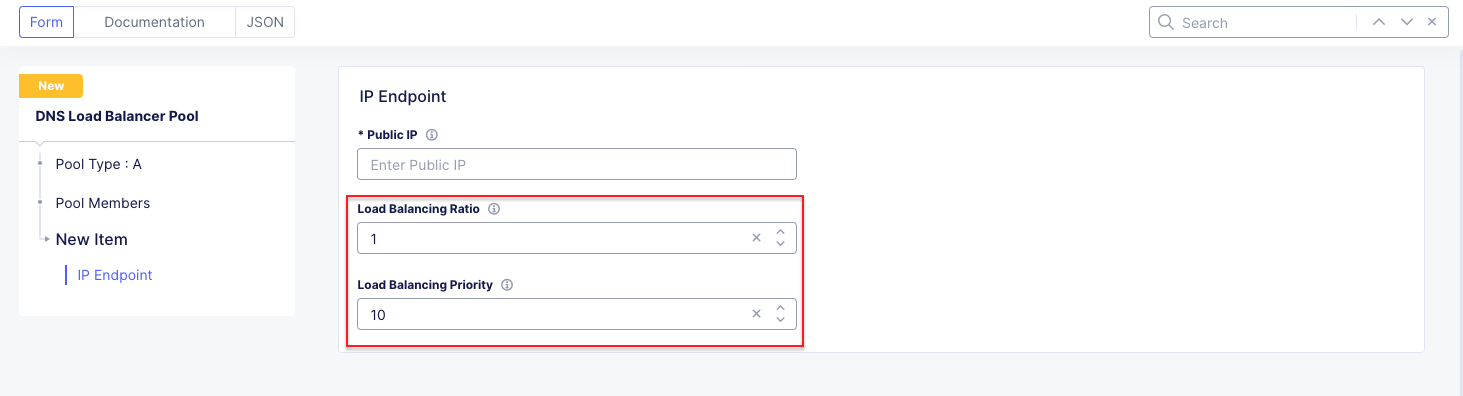 Form Documentation JSON Search
New
DNS Load Balancer Pool
Pool Type : A
Pool Members
New Item
IP Endpoint
IP Endpoint
* Public IP
Enter Public IP
Load Balancing Ratio
1
Load Balancing Priority
10